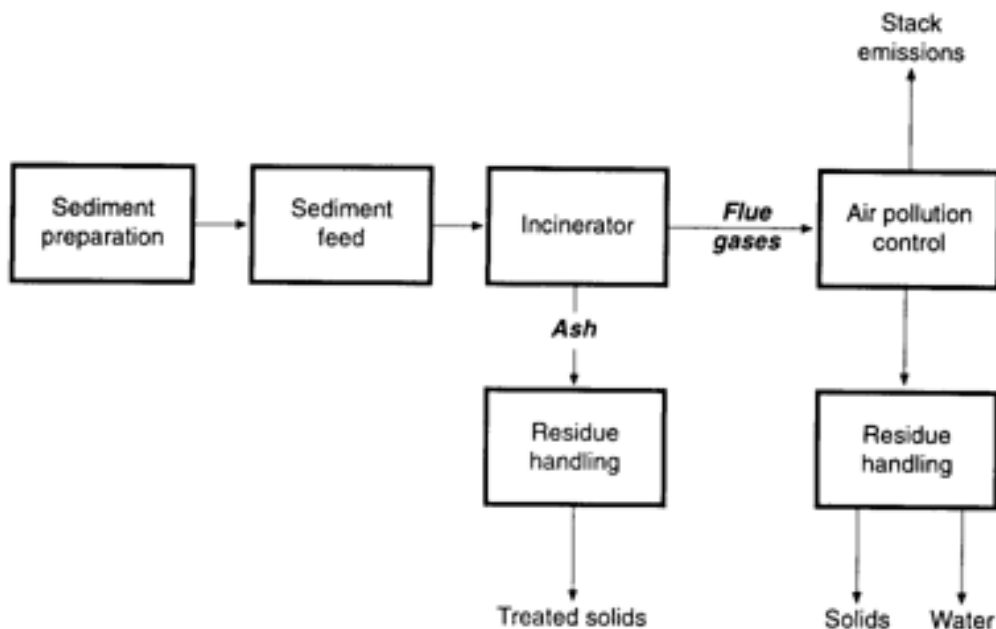 Stack
emissions
Sediment
preparation
Sediment
feed
Incinerator
Flue
gases
Air pollution
control
Ash
Residue
handling
Residue
handling
Treated solids
Solids
Water